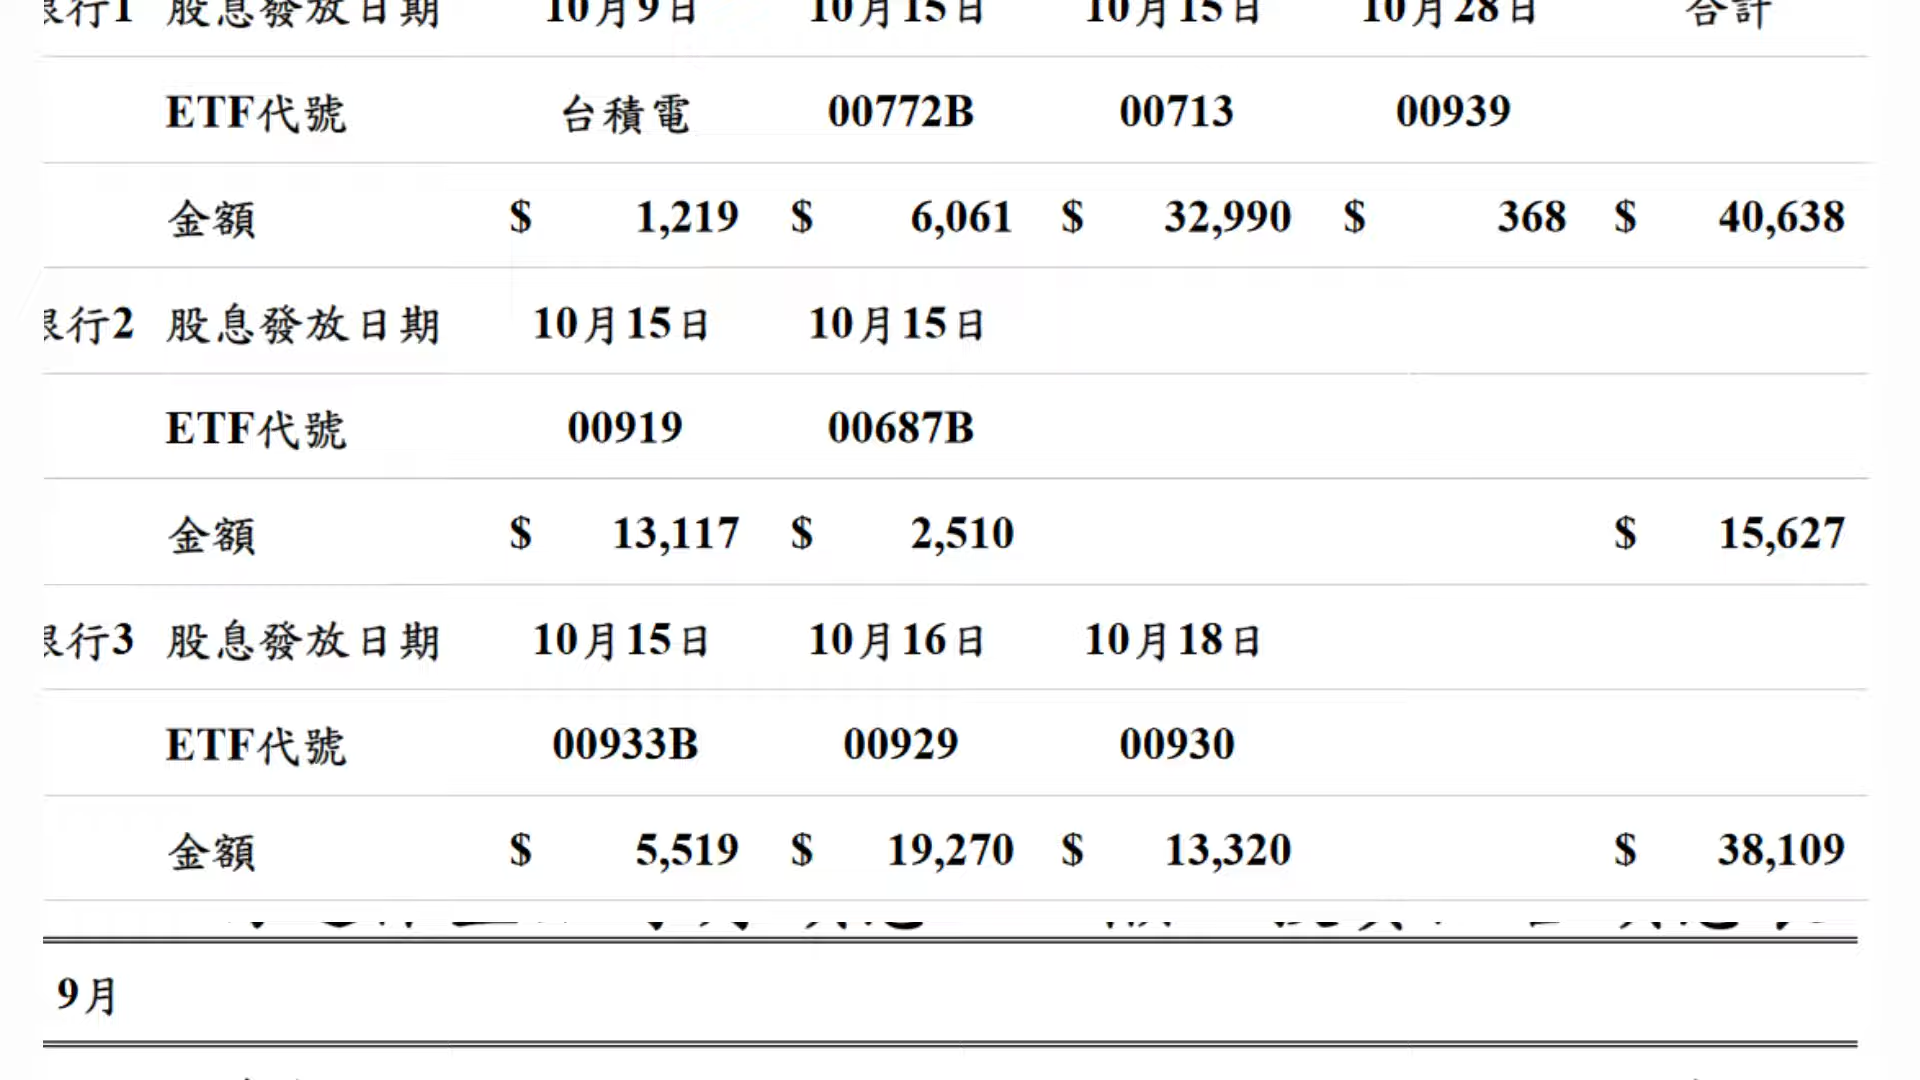 行1 股息發放日期 10月9日 10月15日 10月15日 10月28日 合計
ETF代號 台積電 00772B 00713 00939
金額 $ 1,219 $ 6,061 $ 32,990 $ 368 $ 40,638
行2 股息發放日期 10月15日 10月15日
ETF代號 00919 00687B
金額 $ 13,117 $ 2,510 $ 15,627
行3 股息發放日期 10月15日 10月16日 10月18日
ETF代號 00933B 00929 00930
金額 $ 5,519 $ 19,270 $ 13,320 $ 38,109
9月